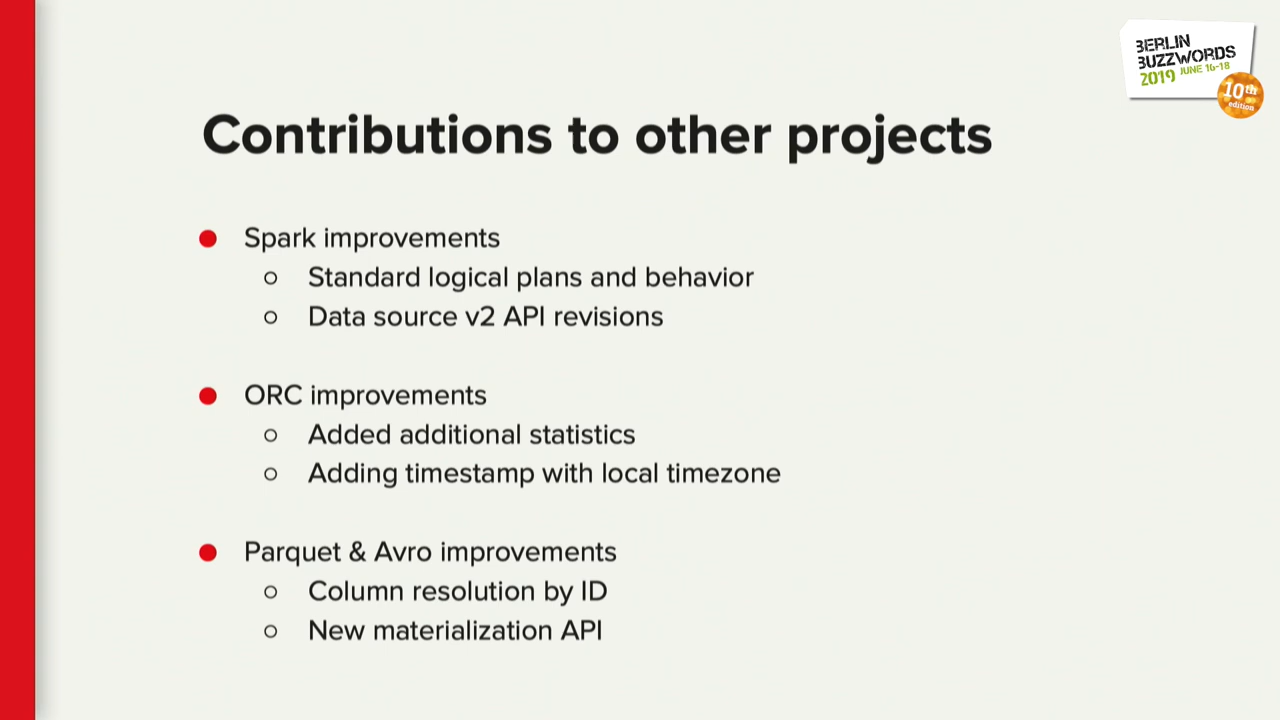 BERLIN
BUZZWORDS
2019 JUNE 16-18
10th
edition
Contributions to other projects
Spark improvements
Standard logical plans and behavior
Data source v2 API revisions
ORC improvements
Added additional statistics
Adding timestamp with local timezone
Parquet & Avro improvements
Column resolution by ID
New materialization API